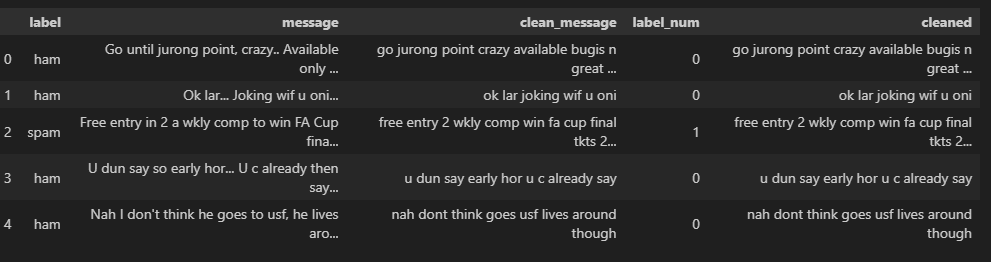 label message clean_message label_num cleaned
0 ham Go until jurong point, crazy.. Available only ... go jurong point crazy available bugis n great ... 0 go jurong point crazy available bugis n great ...
1 ham Ok lar... Joking wif u oni... ok lar joking wif u oni 0 ok lar joking wif u oni
2 spam Free entry in 2 a wkly comp to win FA Cup fina... free entry 2 wkly comp win fa cup final tkts 2... 1 free entry 2 wkly comp win fa cup final tkts 2...
3 ham U dun say so early hor... U c already then say... u dun say early hor u c already say 0 u dun say early hor u c already say
4 ham Nah I don't think he goes to usf, he lives aro... nah dont think goes usf lives around though 0 nah dont think goes usf lives around though